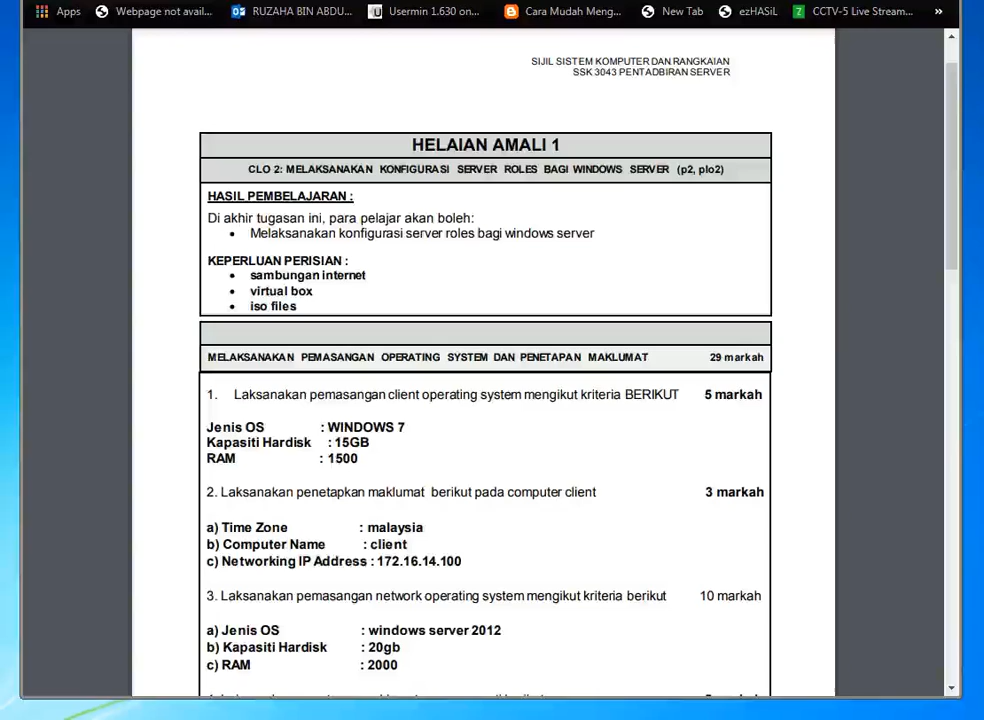 Apps Webpage not avail... RUZAHA BIN ABDU... Usermin 1.630 on... Cara Mudah Meng... New Tab ezHASiL CCTV-5 Live Stream... »
SIJIL SISTEM KOMPUTER DAN RANGKAIAN
SSK 3043 PENTADBIRAN SERVER
HELAIAN AMALI 1
CLO 2: MELAKSANAKAN KONFIGURASI SERVER ROLES BAGI WINDOWS SERVER (p2, plo2)
HASIL PEMBELAJARAN :
Di akhir tugasan ini, para pelajar akan boleh:
• Melaksanakan konfigurasi server roles bagi windows server
KEPERLUAN PERISIAN :
• sambungan internet
• virtual box
• iso files
MELAKSANAKAN PEMASANGAN OPERATING SYSTEM DAN PENETAPAN MAKLUMAT 29 markah
1. Laksanakan pemasangan client operating system mengikut kriteria BERIKUT 5 markah
Jenis OS : WINDOWS 7
Kapasiti Hardisk : 15GB
RAM : 1500
2. Laksanakan penetapkan maklumat berikut pada computer client 3 markah
a) Time Zone : malaysia
b) Computer Name : client
c) Networking IP Address : 172.16.14.100
3. Laksanakan pemasangan network operating system mengikut kriteria berikut 10 markah
a) Jenis OS : windows server 2012
b) Kapasiti Hardisk : 20gb
c) RAM : 2000